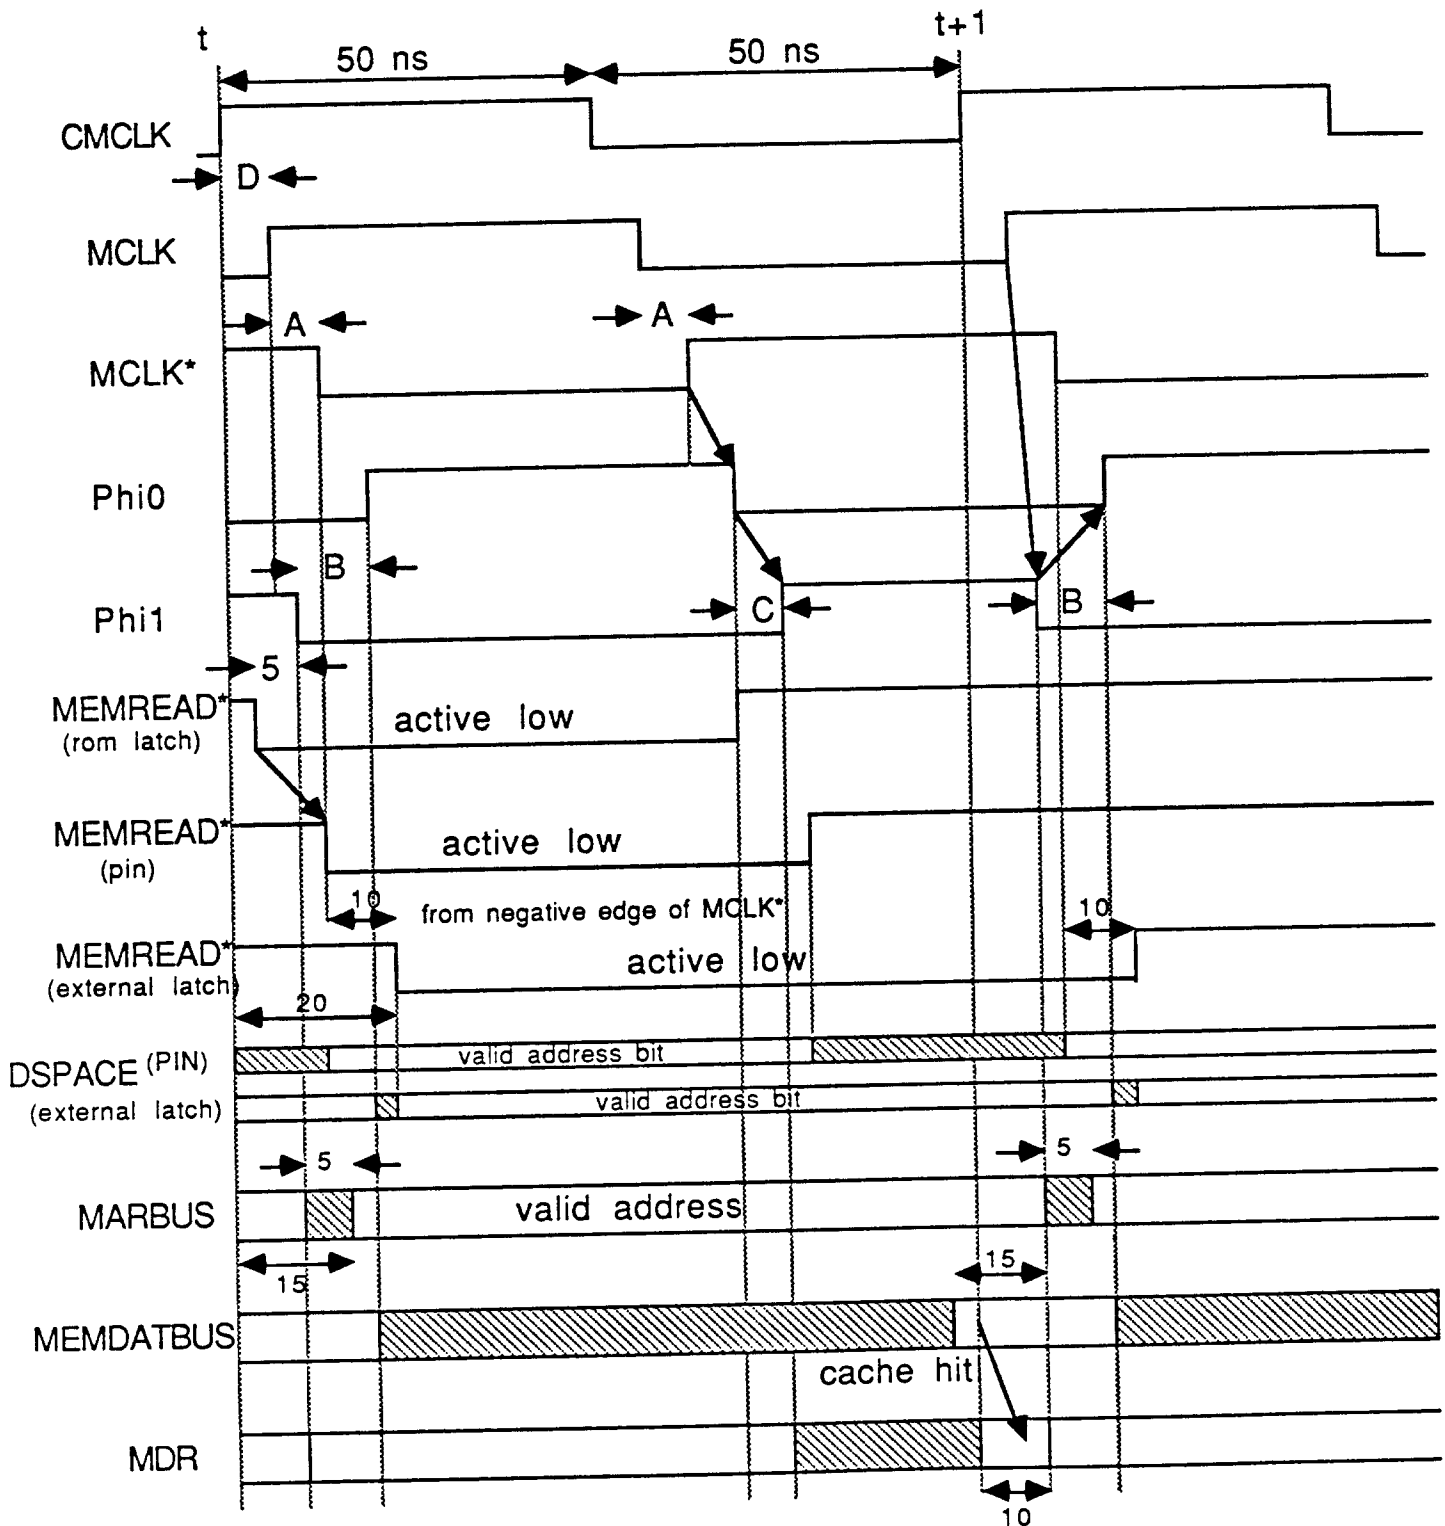 t
t+1
50 ns
50 ns
CMCLK
D
MCLK
A
A
MCLK*
Phi0
B
B
C
Phi1
5
MEMREAD*
(rom latch)
active low
MEMREAD*
(pin)
active low
10
from negative edge of MCLK*
10
MEMREAD*
(external latch)
active low
20
DSPACE (PIN)
valid address bit
(external latch)
valid address bit
5
5
MARBUS
valid address
15
15
MEMDATBUS
cache hit
MDR
10